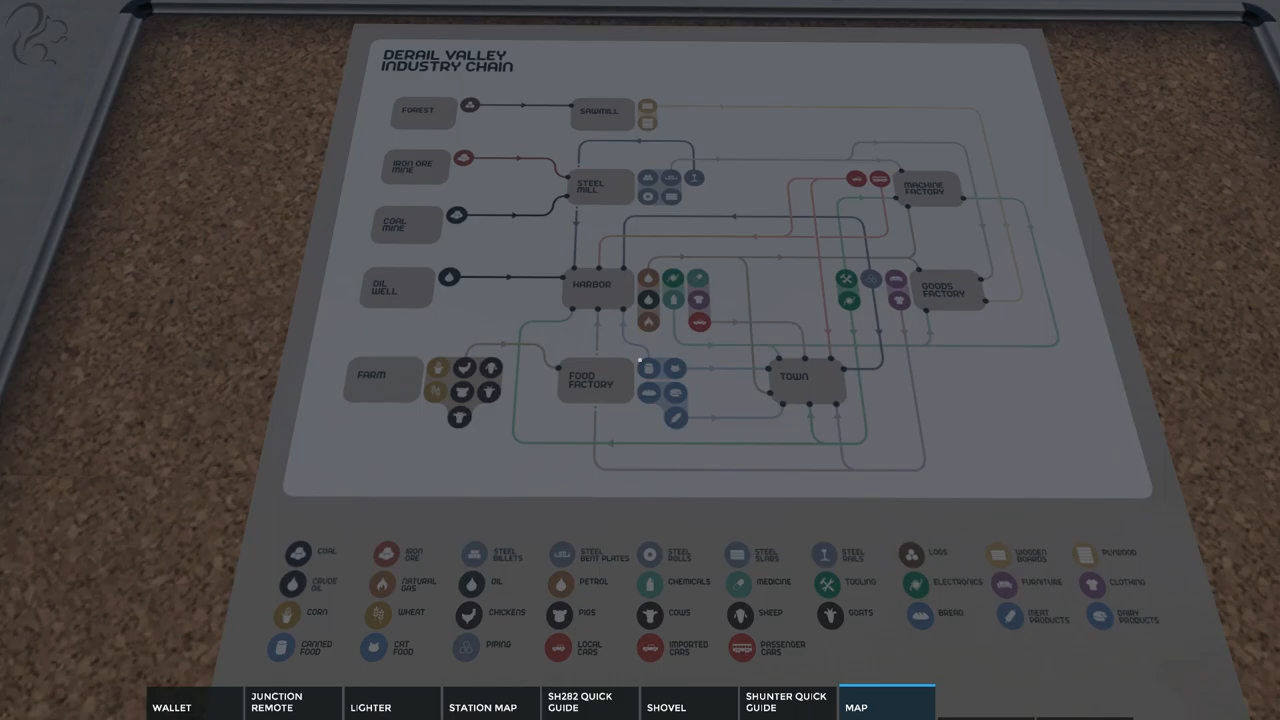 DERAIL VALLEY
INDUSTRY CHAIN
FOREST
SAWMILL
IRON ORE
MINE
STEEL
MILL
MACHINE
FACTORY
COAL
MINE
OIL
WELL
HARBOR
GOODS
FACTORY
FARM
FOOD
FACTORY
TOWN
COAL
IRON
ORE
STEEL
BILLETS
STEEL
BENT PLATES
STEEL
ROLLS
STEEL
SLABS
STEEL
RAILS
LOGS
WOODEN
BOARDS
PLYWOOD
CRUDE
OIL
NATURAL
GAS
OIL
PETROL
CHEMICALS
MEDICINE
TOOLING
ELECTRONICS
FURNITURE
CLOTHING
CORN
WHEAT
CHICKENS
PIGS
COWS
SHEEP
GOATS
BREAD
MEAT
PRODUCTS
DAIRY
PRODUCTS
CANNED
FOOD
CAT
FOOD
PIPING
LOCAL
CARS
IMPORTED
CARS
PASSENGER
CARS
WALLET
JUNCTION
REMOTE
LIGHTER
STATION MAP
SH282 QUICK
GUIDE
SHOVEL
SHUNTER QUICK
GUIDE
MAP